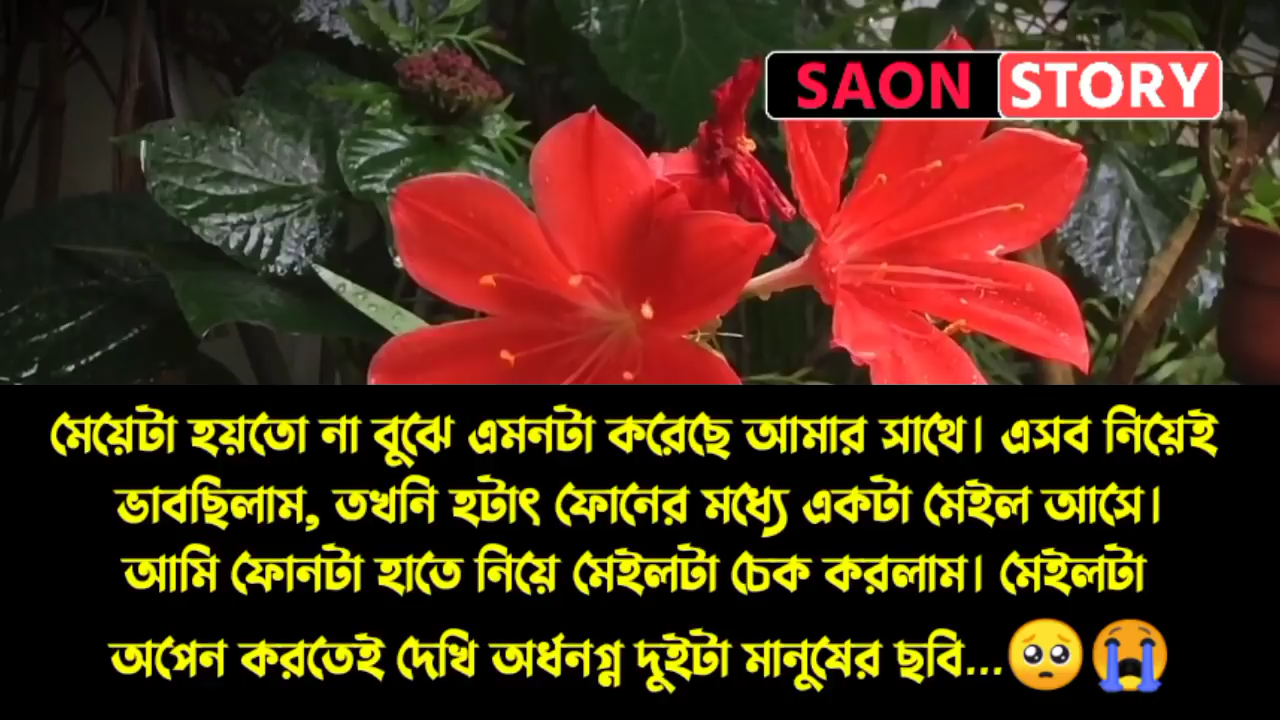 SAON STORY
মেয়েটা হয়তো না বুঝে এমনটা করেছে আমার সাথে। এসব নিয়েই
ভাবছিলাম, তখনি হটাৎ ফোনের মধ্যে একটা মেইল আসে।
আমি ফোনটা হাতে নিয়ে মেইলটা চেক করলাম। মেইলটা
অপেন করতেই দেখি অর্ধনগ্ন দুইটা মানুষের ছবি...🥺😭